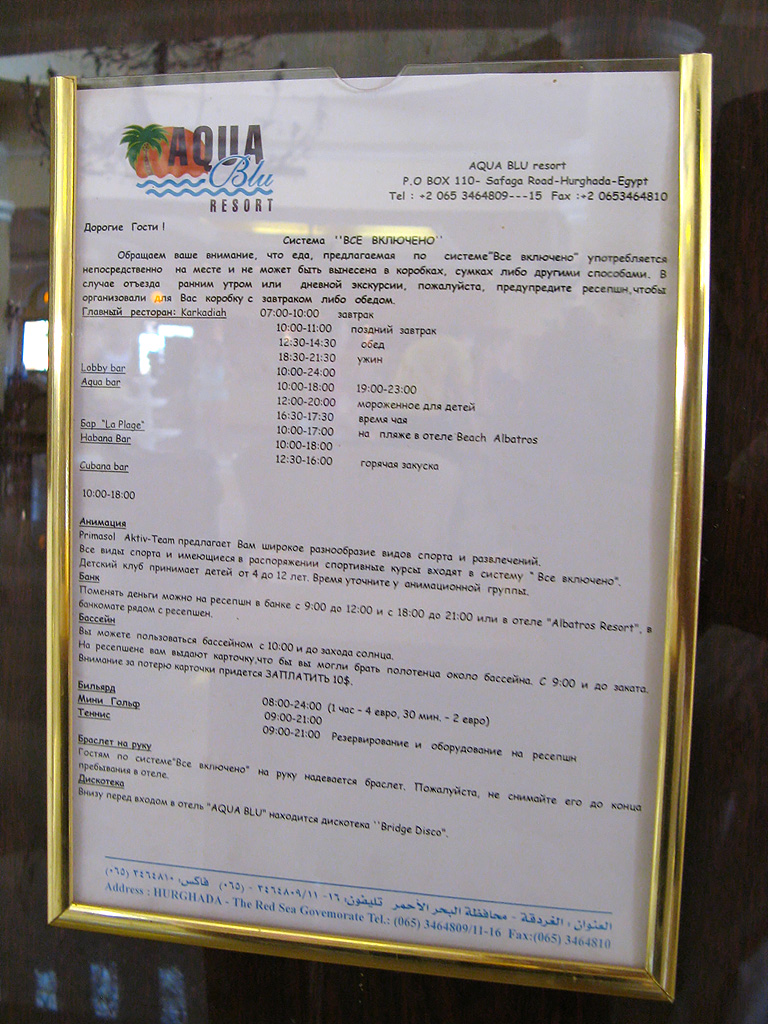 AQUA
Blu
RESORT
AQUA BLU resort
P.O BOX 110- Safaga Road-Hurghada-Egypt
Tel : +2 065 3464809---15 Fax :+2 0653464810
Дорогие Гости !
Система ''ВСЕ ВКЛЮЧЕНО''
Обращаем ваше внимание, что еда, предлагаемая по системе"Все включено" употребляется
непосредственно на месте и не может быть вынесена в коробках, сумках либо другими способами. В
случае отъезда ранним утром или дневной экскурсии, пожалуйста, предупредите ресепшн,чтобы
организовали для Вас коробку с завтраком либо обедом.
Главный ресторан: Karkadiah 07:00-10:00 завтрак
10:00-11:00 поздний завтрак
12:30-14:30 обед
18:30-21:30 ужин
Lobby bar 10:00-24:00
Aqua bar 10:00-18:00 19:00-23:00
12:00-20:00 мороженное для детей
16:30-17:30 время чая
Бар "La Plage" 10:00-17:00 на пляже в отеле Beach Albatros
Habana Bar 10:00-18:00
12:30-16:00 горячая закуска
Cubana bar
10:00-18:00
Анимация
Primasol Aktiv-Team предлагает Вам широкое разнообразие видов спорта и развлечений.
Все виды спорта и имеющиеся в распоряжении спортивные курсы входят в систему " Все включено".
Детский клуб принимает детей от 4 до 12 лет. Время уточните у анимационной группы.
Банк
Поменять деньги можно на ресепшн в банке с 9:00 до 12:00 и с 18:00 до 21:00 или в отеле "Albatros Resort", в
банкомате рядом с ресепшен.
Бассейн
Вы можете пользоваться бассейном с 10:00 и до захода солнца.
На ресепшене вам выдают карточку,что бы вы могли брать полотенца около бассейна. С 9:00 и до заката.
Внимание за потерю карточки придется ЗАПЛАТИТЬ 10$.
Бильярд 08:00-24:00 (1 час – 4 евро, 30 мин. – 2 евро)
Мини Гольф 09:00-21:00
Теннис 09:00-21:00 Резервирование и оборудование на ресепшн
Браслет на руку
Гостям по системе"Все включено" на руку надевается браслет. Пожалуйста, не снимайте его до конца
пребывания в отеле.
Дискотека
Внизу перед входом в отель "AQUA BLU" находится дискотека ''Bridge Disco".
العنوان : الغردقة - محافظة البحر الأحمر تليفون: ١٦- ٣٤٦٤٨٠٩/١١ - (٠٦٥) فاكس: ٣٤٦٤٨١٠ (٠٦٥)
Address : HURGHADA - The Red Sea Govemorate Tel.: (065) 3464809/11-16 Fax:(065) 3464810